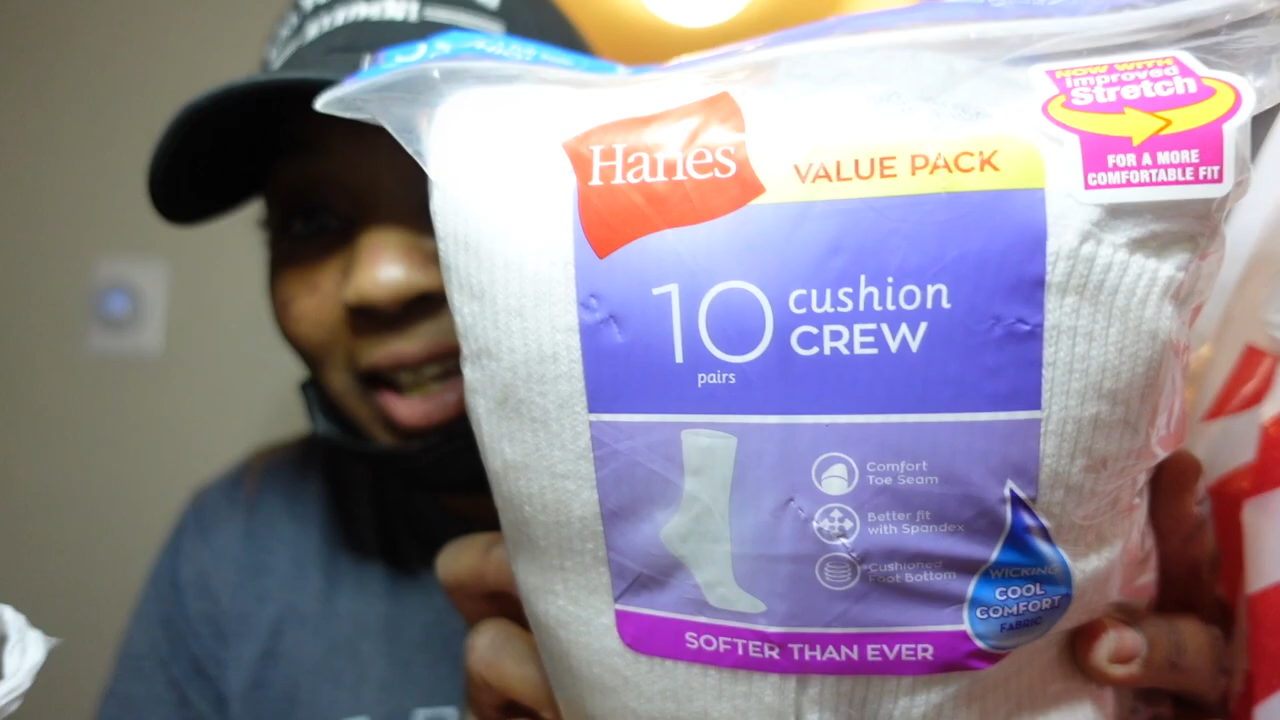 NOW WITH
Improved
Stretch
FOR A MORE
COMFORTABLE FIT
Hanes
VALUE PACK
10
pairs
cushion
CREW
Comfort
Toe Seam
Better fit
with Spandex
Cushioned
Foot Bottom
WICKING
COOL
COMFORT
FABRIC
SOFTER THAN EVER